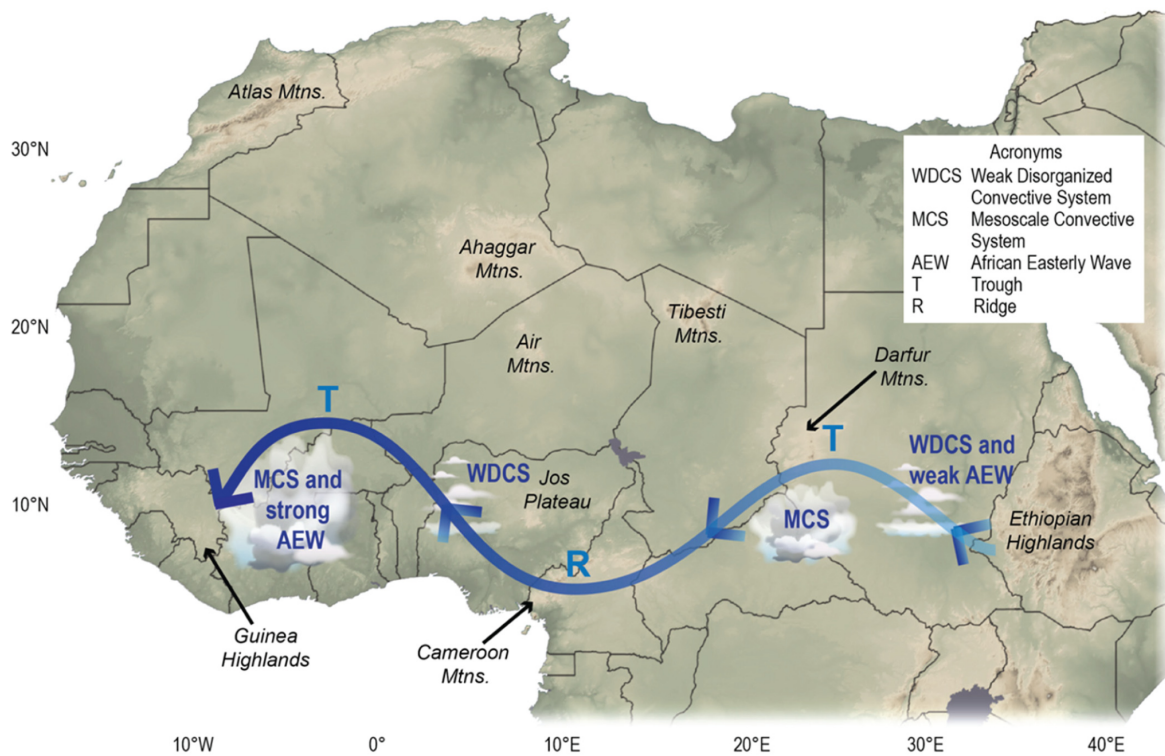 Atlas Mtns.
30°N
Acronyms
WDCS Weak Disorganized
Convective System
MCS Mesoscale Convective
System
AEW African Easterly Wave
T Trough
R Ridge
Ahaggar
Mtns.
Tibesti
Mtns.
20°N
Air
Mtns.
Darfur
Mtns.
T
T
WDCS and
weak AEW
WDCS
Jos
Plateau
MCS and
strong
AEW
10°N
MCS
Ethiopian
Highlands
R
Guinea
Highlands
Cameroon
Mtns.
10°W 0° 10°E 20°E 30°E 40°E